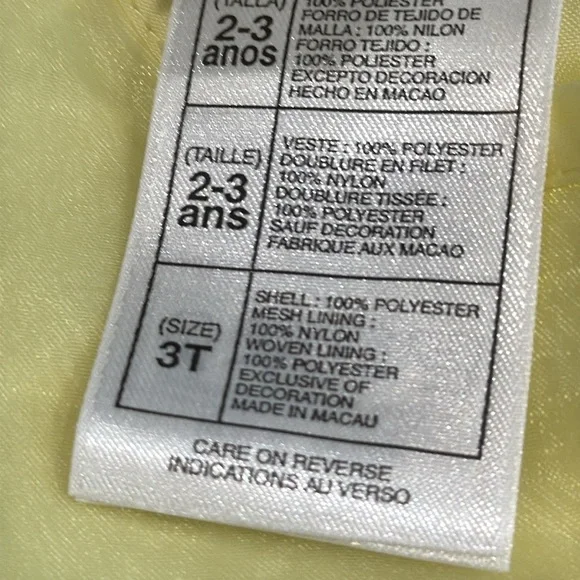 (TALLA)
2-3
anos
100% POLIESTER
FORRO DE TEJIDO DE
MALLA : 100% NILON
FORRO TEJIDO :
100% POLIESTER
EXCEPTO DECORACION
HECHO EN MACAO
(TAILLE)
2-3
ans
VESTE : 100% POLYESTER
DOUBLURE EN FILET :
100% NYLON
DOUBLURE TISSÉE :
100% POLYESTER
SAUF DECORATION
FABRIQUE AUX MACAO
(SIZE)
3T
SHELL : 100% POLYESTER
MESH LINING :
100% NYLON
WOVEN LINING :
100% POLYESTER
EXCLUSIVE OF
DECORATION
MADE IN MACAU
CARE ON REVERSE
INDICATIONS AU VERSO